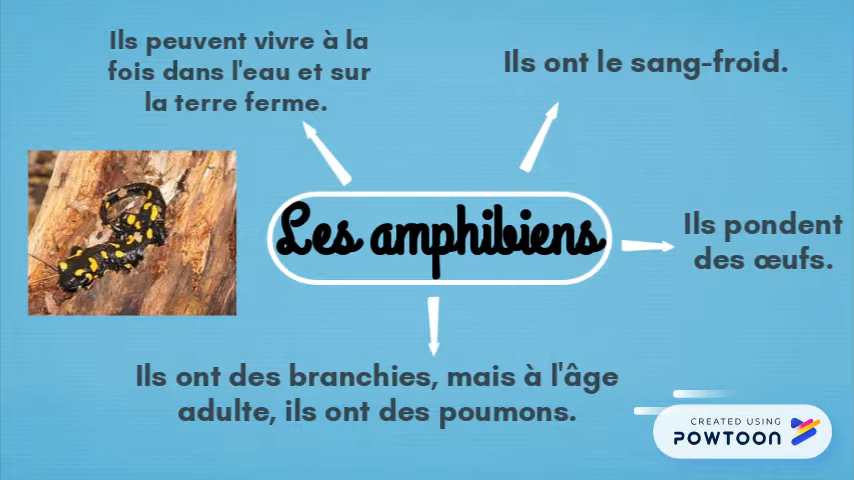 Ils peuvent vivre à la
fois dans l'eau et sur
la terre ferme.
Ils ont le sang-froid.
Les amphibiens
Ils pondent
des œufs.
Ils ont des branchies, mais à l'âge
adulte, ils ont des poumons.
CREATED USING
POWTOON